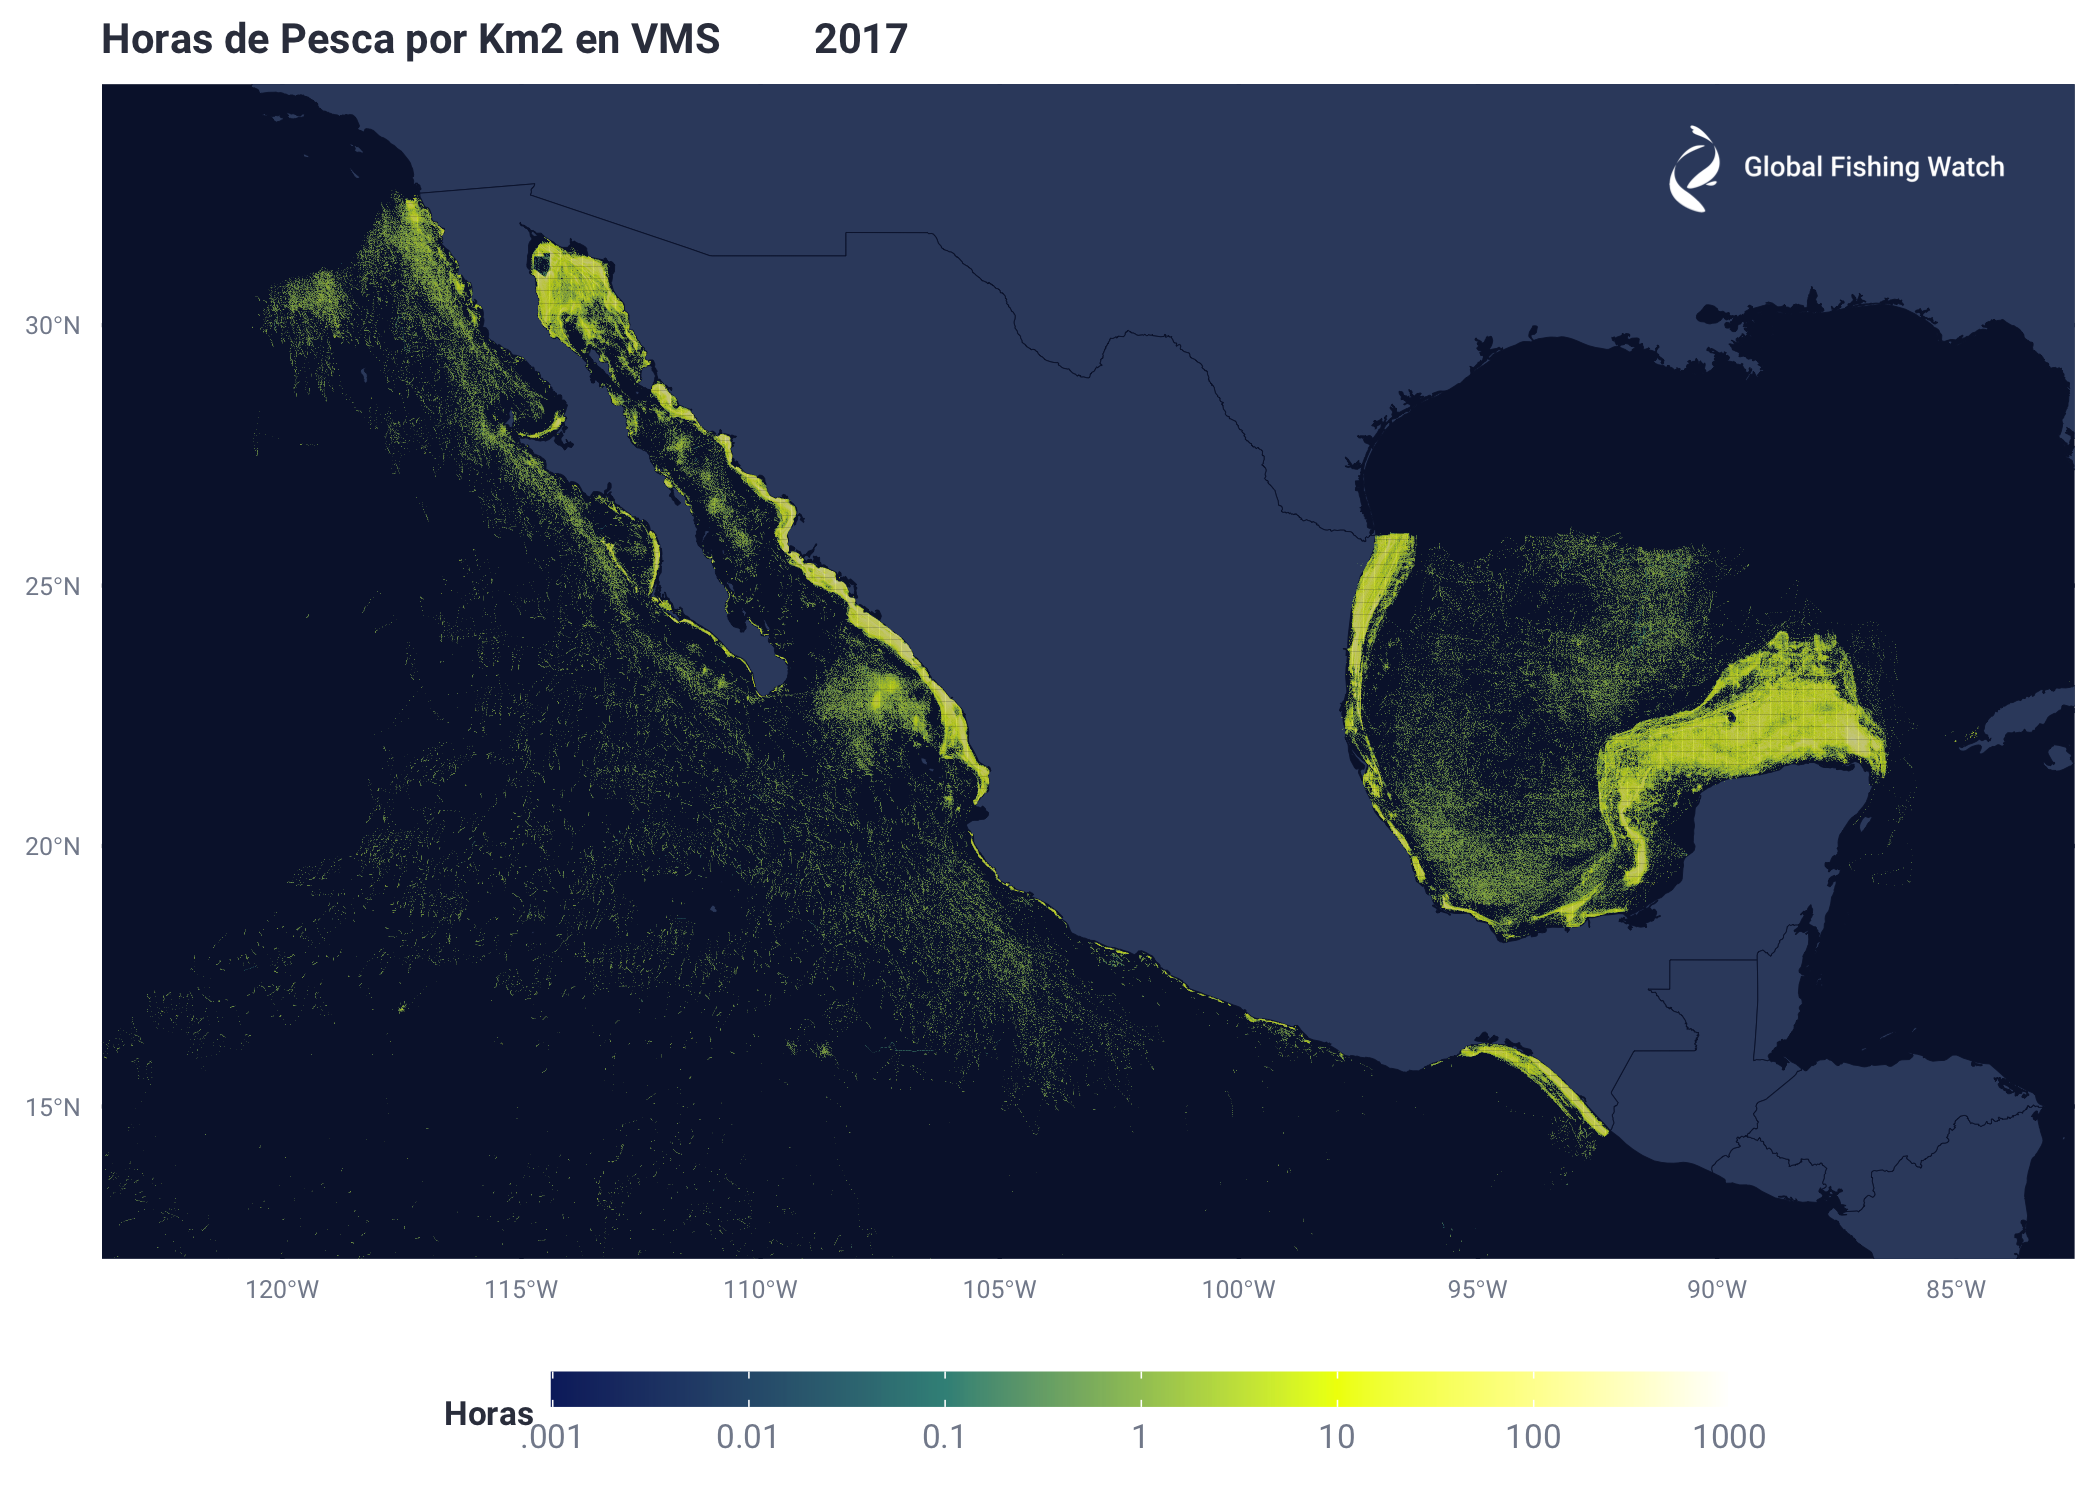 Horas de Pesca por Km2 en VMS 2017
Global Fishing Watch
30°N
25°N
20°N
15°N
120°W 115°W 110°W 105°W 100°W 95°W 90°W 85°W
Horas
.001 0.01 0.1 1 10 100 1000